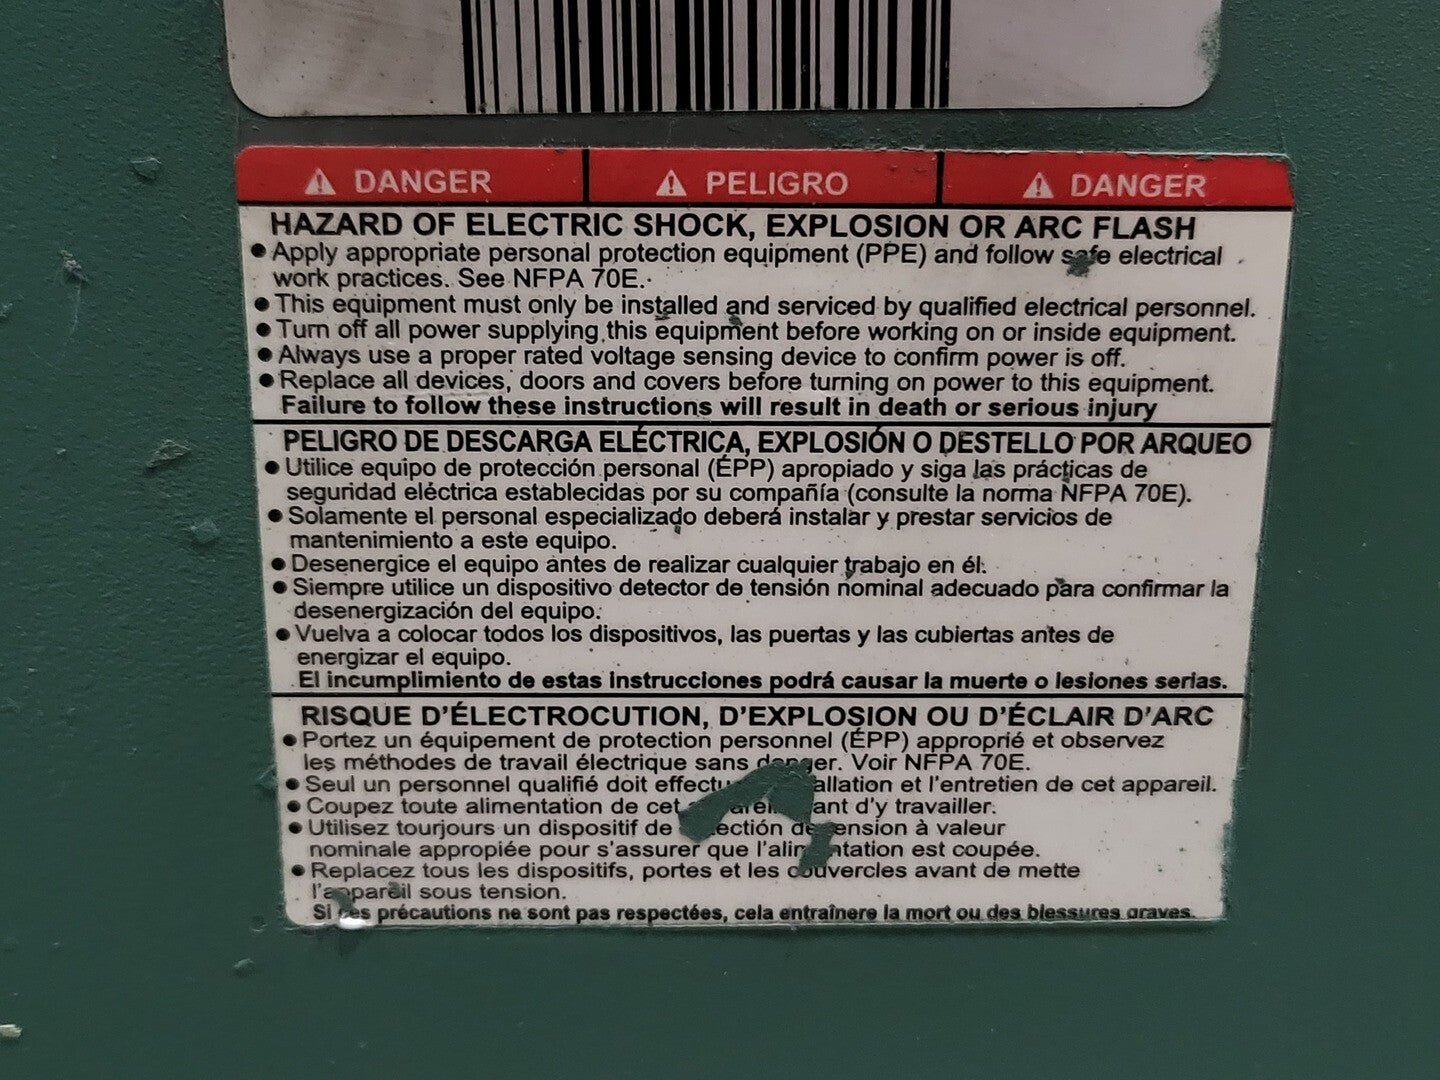 DANGER PELIGRO DANGER
HAZARD OF ELECTRIC SHOCK, EXPLOSION OR ARC FLASH
● Apply appropriate personal protection equipment (PPE) and follow safe electrical
work practices. See NFPA 70E.
● This equipment must only be installed and serviced by qualified electrical personnel.
● Turn off all power supplying this equipment before working on or inside equipment.
● Always use a proper rated voltage sensing device to confirm power is off.
● Replace all devices, doors and covers before turning on power to this equipment.
Failure to follow these instructions will result in death or serious injury
PELIGRO DE DESCARGA ELÉCTRICA, EXPLOSIÓN O DESTELLO POR ARQUEO
● Utilice equipo de protección personal (ÉPP) apropiado y siga las prácticas de
seguridad eléctrica establecidas por su compañía (consulte la norma NFPA 70E).
● Solamente el personal especializado deberá instalar y prestar servicios de
mantenimiento a este equipo.
● Desenergice el equipo antes de realizar cualquier trabajo en él.
● Siempre utilice un dispositivo detector de tensión nominal adecuado para confirmar la
desenergización del equipo.
● Vuelva a colocar todos los dispositivos, las puertas y las cubiertas antes de
energizar el equipo.
El incumplimiento de estas instrucciones podrá causar la muerte o lesiones serias.
RISQUE D'ÉLECTROCUTION, D'EXPLOSION OU D'ÉCLAIR D'ARC
● Portez un équipement de protection personnel (ÉPP) approprié et observez
les méthodes de travail électrique sans danger. Voir NFPA 70E.
● Seul un personnel qualifié doit et l'entretien de cet appareil.
● Coupez toute alimentation de cet d'y travailler.
● Utilisez tourjours un dispositif de à valeur
nominale appropiée pour s'assurer que est coupée.
● Replacez tous les dispositifs, portes et les couvercles avant de mette
l'appareil sous tension.
Si ces précautions ne sont pas respectées, cela entraînere la mort ou des blessures graves.